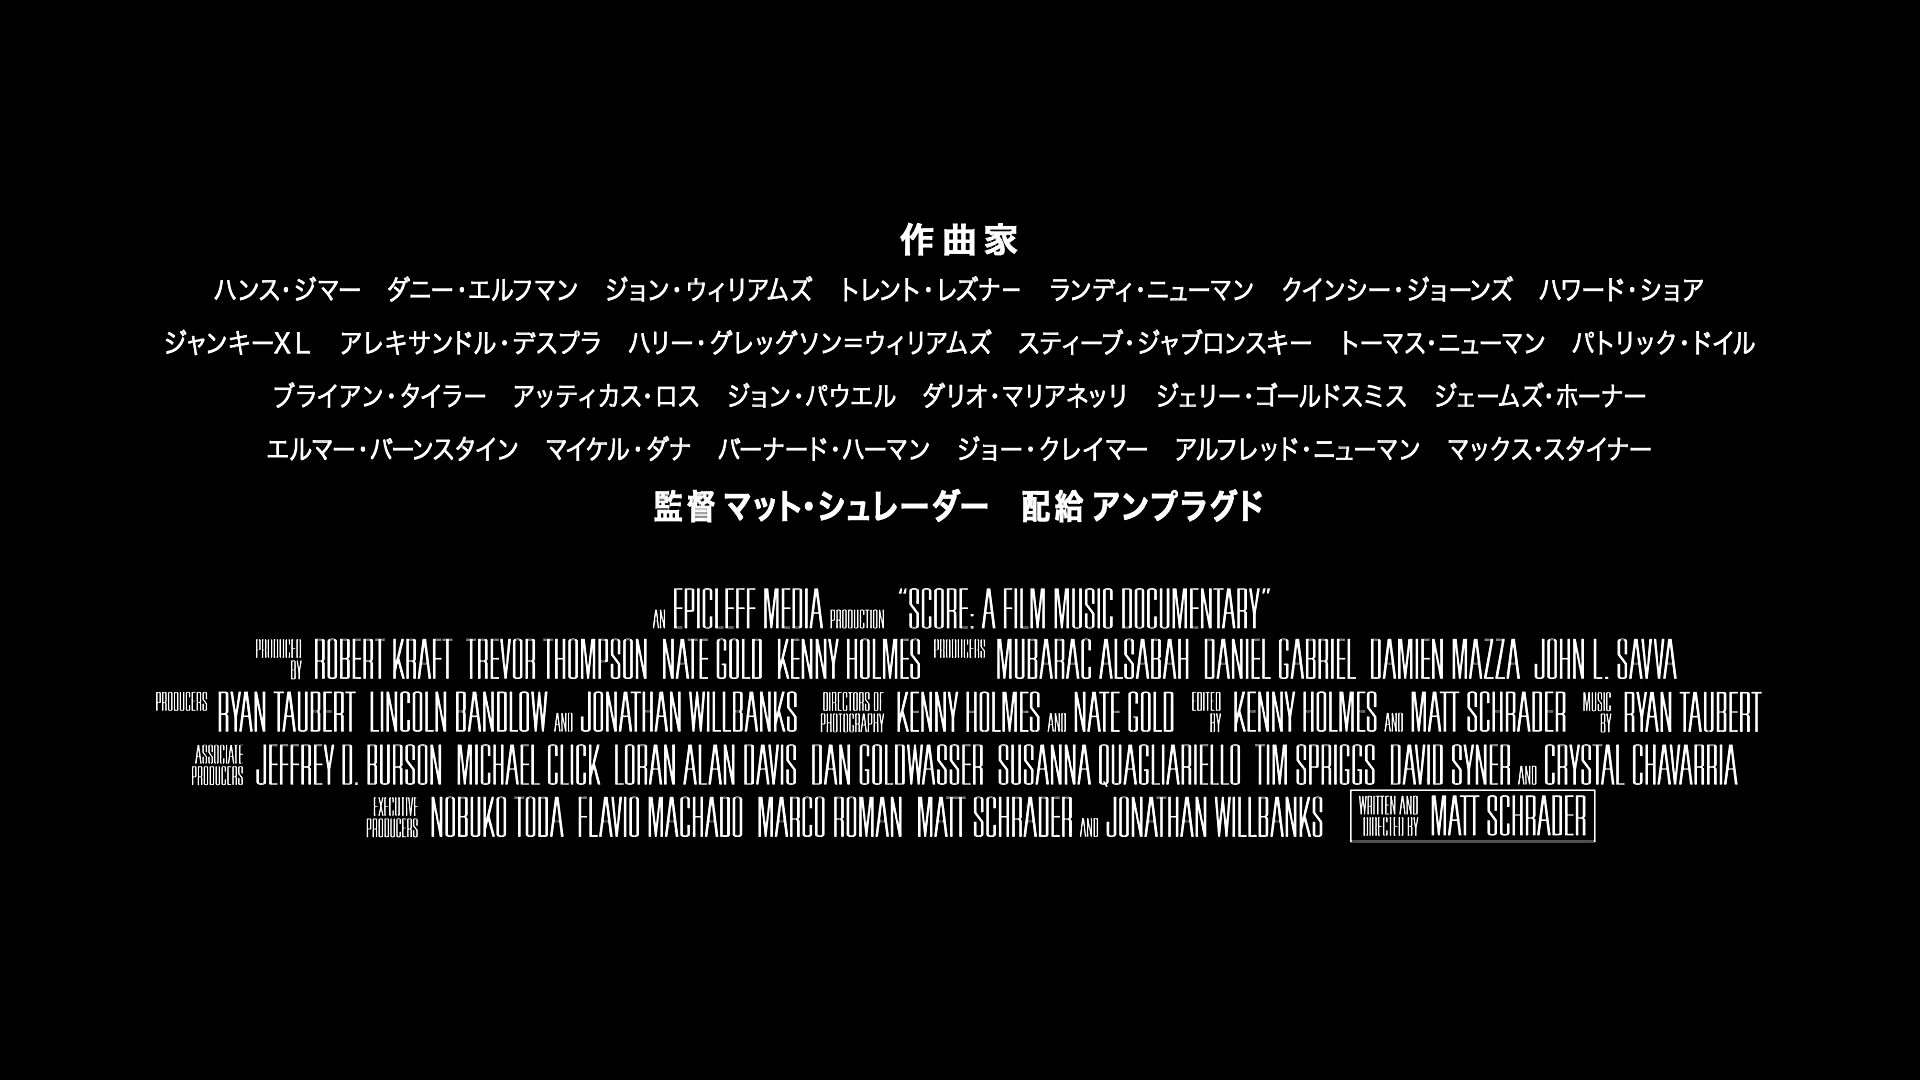 作曲家
ハンス・ジマー　ダニー・エルフマン　ジョン・ウィリアムズ　トレント・レズナー　ランディ・ニューマン　クインシー・ジョーンズ　ハワード・ショア
ジャンキーXL　アレキサンドル・デスプラ　ハリー・グレッグソン＝ウィリアムズ　スティーブ・ジャブロンスキー　トーマス・ニューマン　パトリック・ドイル
ブライアン・タイラー　アッティカス・ロス　ジョン・パウエル　ダリオ・マリアネッリ　ジェリー・ゴールドスミス　ジェームズ・ホーナー
エルマー・バーンスタイン　マイケル・ダナ　バーナード・ハーマン　ジョー・クレイマー　アルフレッド・ニューマン　マックス・スタイナー
監督 マット・シュレーダー　配給 アンプラグド
AN EPICLEFF MEDIA PRODUCTION “SCORE: A FILM MUSIC DOCUMENTARY”
PRODUCED BY ROBERT KRAFT TREVOR THOMPSON NATE GOLD KENNY HOLMES PRODUCERS MUBARAC ALSABAH DANIEL GABRIEL DAMIEN MAZZA JOHN L. SAVVA
PRODUCERS RYAN TAUBERT LINCOLN BANDLOW AND JONATHAN WILLBANKS DIRECTORS OF PHOTOGRAPHY KENNY HOLMES AND NATE GOLD EDITED BY KENNY HOLMES AND MATT SCHRADER MUSIC BY RYAN TAUBERT
ASSOCIATE PRODUCERS JEFFREY D. BURSON MICHAEL CLICK LORAN ALAN DAVIS DAN GOLDWASSER SUSANNA QUAGLIARIELLO TIM SPRIGGS DAVID SYNER AND CRYSTAL CHAVARRIA
EXECUTIVE PRODUCERS NOBUKO TODA FLAVIO MACHADO MARCO ROMAN MATT SCHRADER AND JONATHAN WILLBANKS WRITTEN AND DIRECTED BY MATT SCHRADER